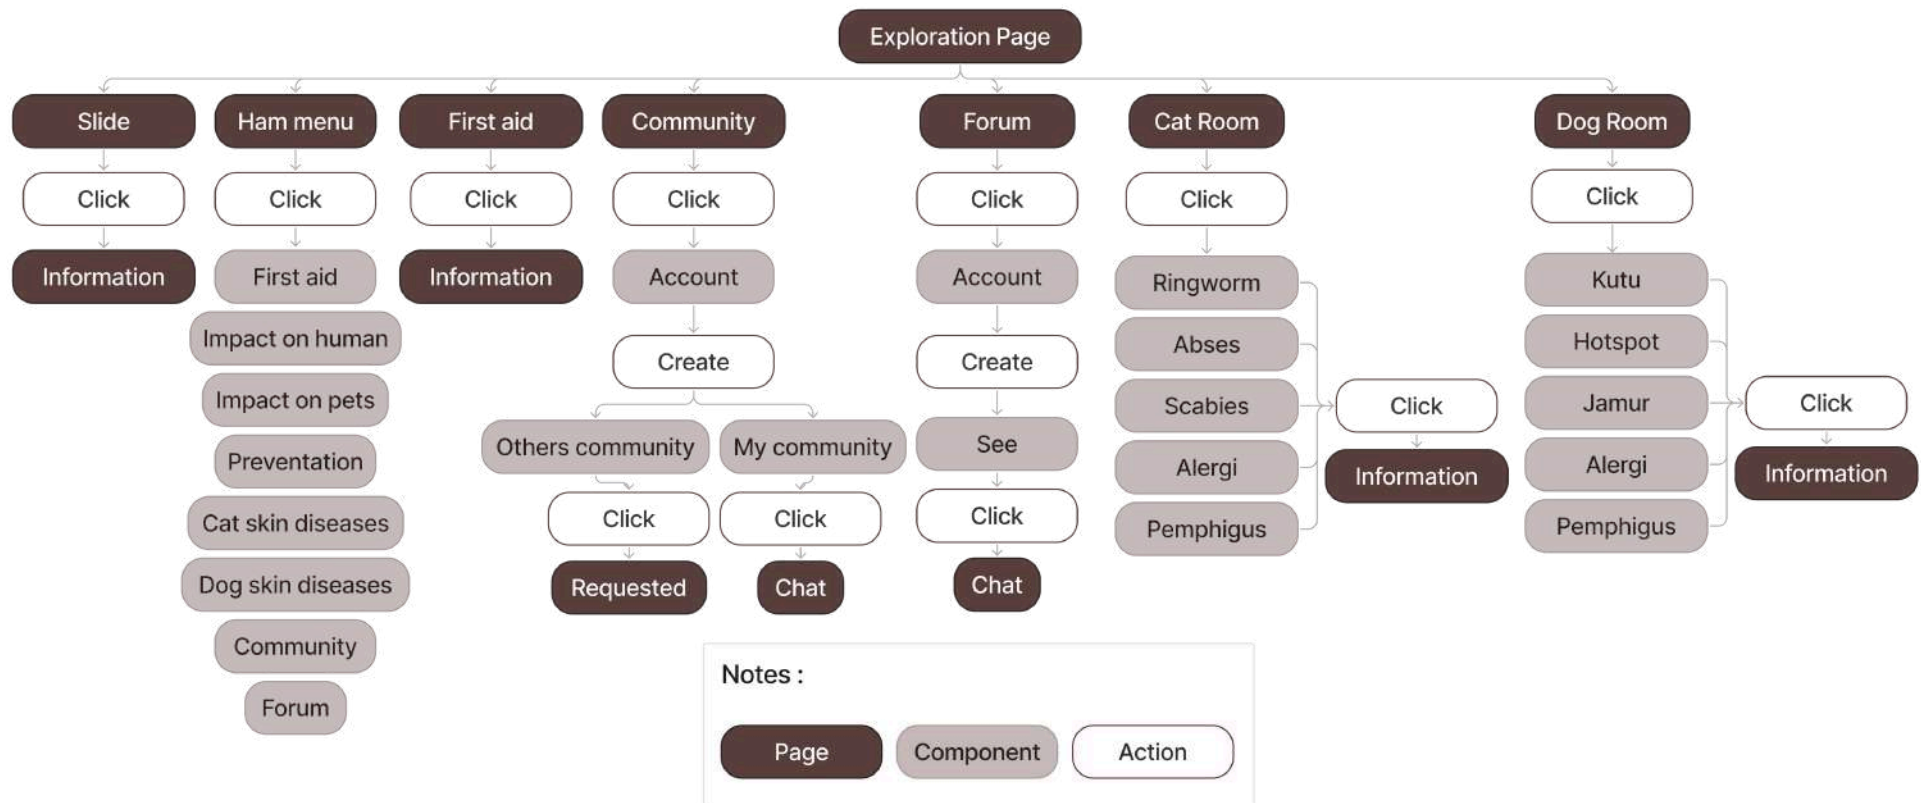 Exploration Page
Slide
Ham menu
First aid
Community
Forum
Cat Room
Dog Room
Click
Click
Click
Click
Click
Click
Click
Information
First aid
Information
Account
Account
Ringworm
Kutu
Impact on human
Create
Create
Abses
Hotspot
Impact on pets
Scabies
Click
Jamur
Click
Preventation
Others community
My community
See
Alergi
Information
Alergi
Information
Cat skin diseases
Click
Click
Click
Pemphigus
Pemphigus
Dog skin diseases
Requested
Chat
Chat
Community
Forum
Notes :
Page
Component
Action